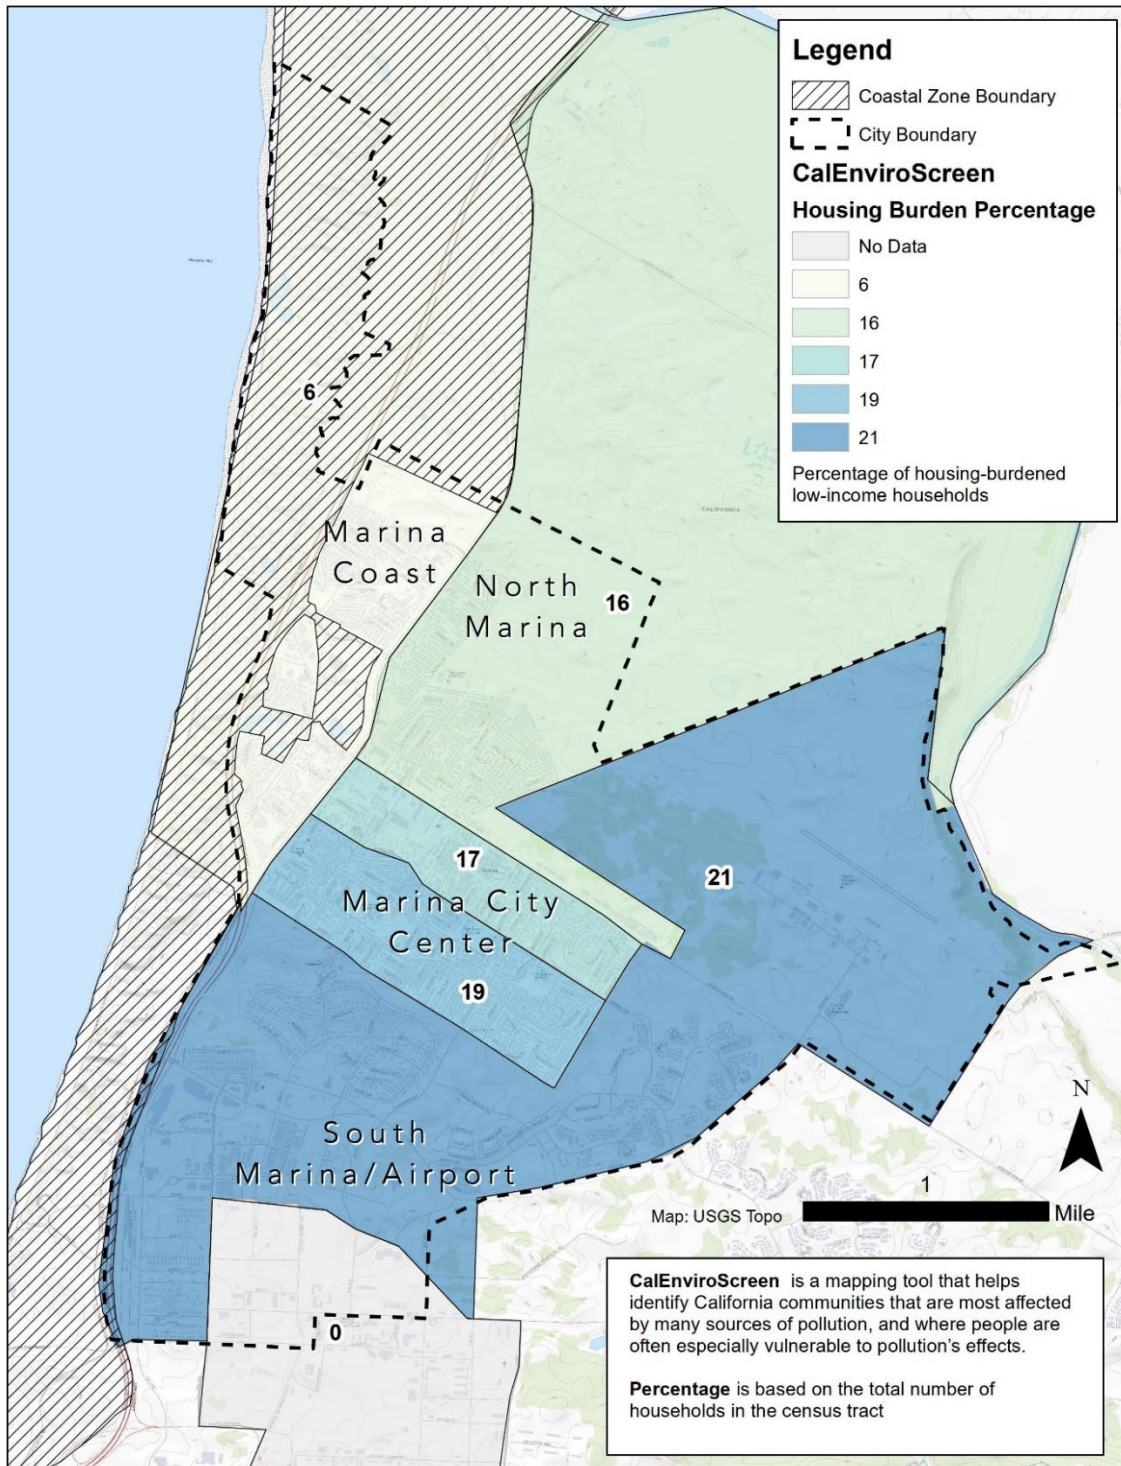 Legend
Coastal Zone Boundary
City Boundary
CalEnviroScreen
Housing Burden Percentage
No Data
6
16
17
19
21
Percentage of housing-burdened
low-income households
6
Marina
Coast
North
Marina
16
17
Marina City
Center
19
21
South
Marina/Airport
0
CALIFORNIA
N
1
Map: USGS Topo
Mile
CalEnviroScreen is a mapping tool that helps
identify California communities that are most affected
by many sources of pollution, and where people are
often especially vulnerable to pollution's effects.
Percentage is based on the total number of
households in the census tract